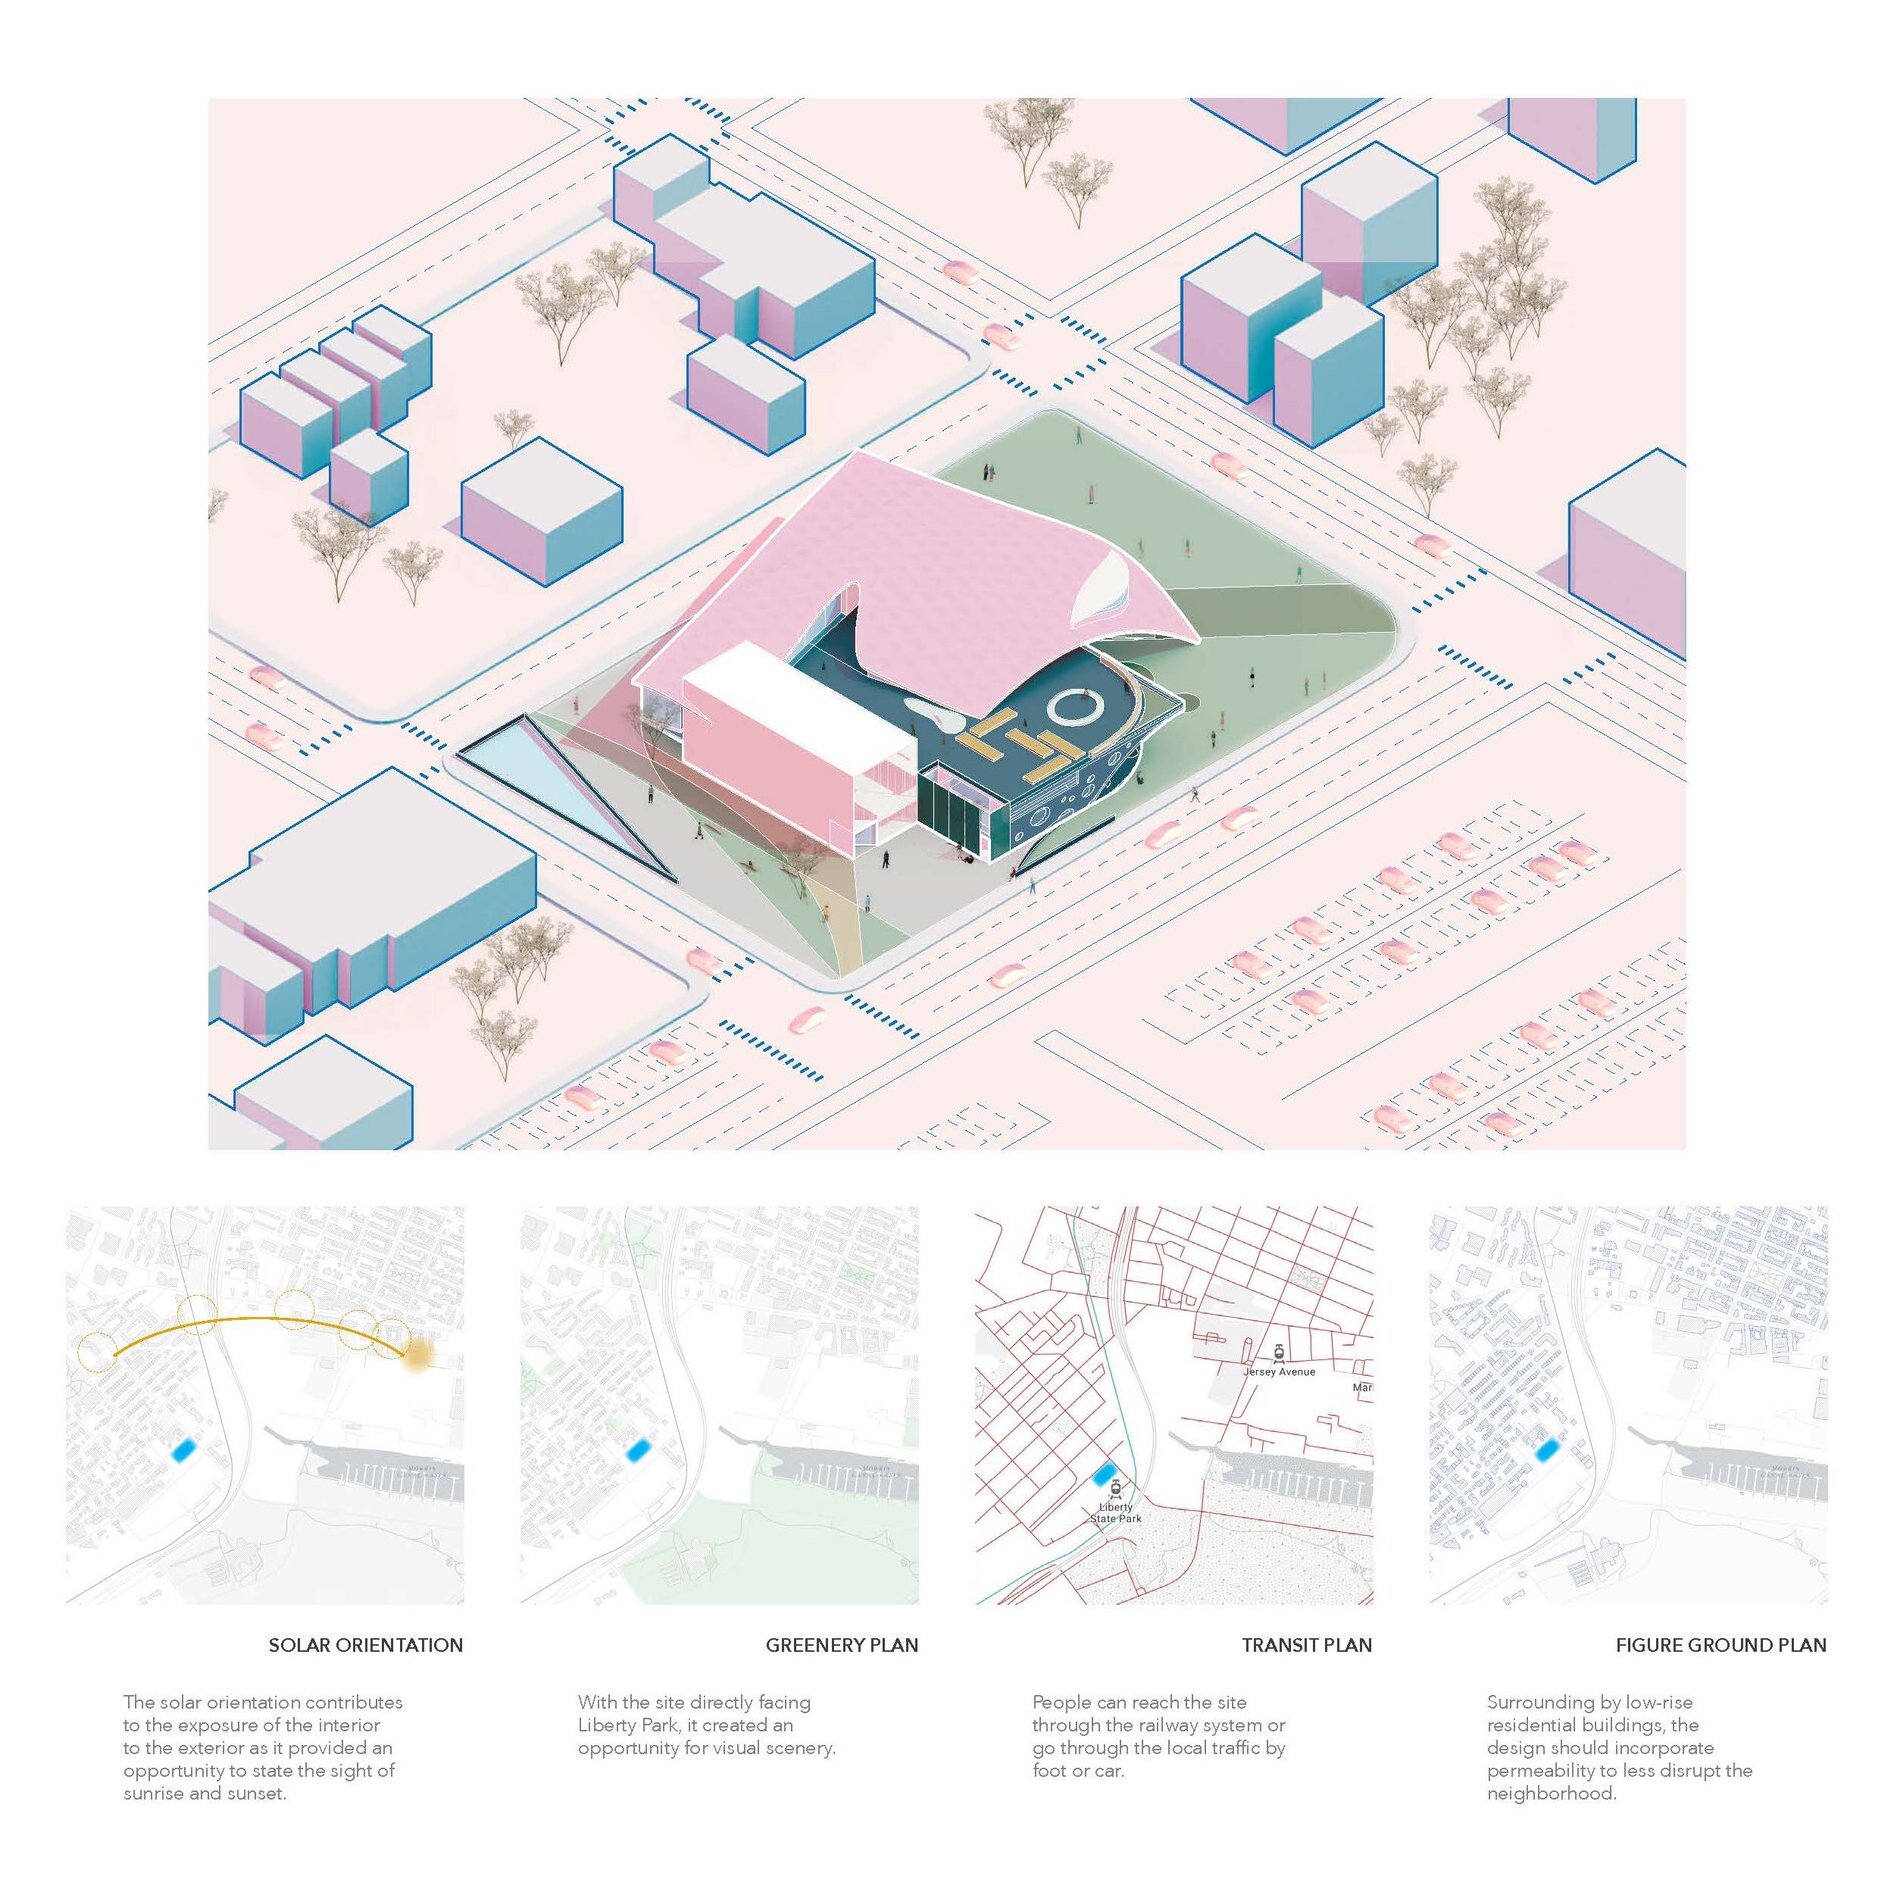 Jersey Avenue
Liberty
State Park
SOLAR ORIENTATION
The solar orientation contributes
to the exposure of the interior
to the exterior as it provided an
opportunity to state the sight of
sunrise and sunset.
GREENERY PLAN
With the site directly facing
Liberty Park, it created an
opportunity for visual scenery.
TRANSIT PLAN
People can reach the site
through the railway system or
go through the local traffic by
foot or car.
FIGURE GROUND PLAN
Surrounding by low-rise
residential buildings, the
design should incorporate
permeability to less disrupt the
neighborhood.